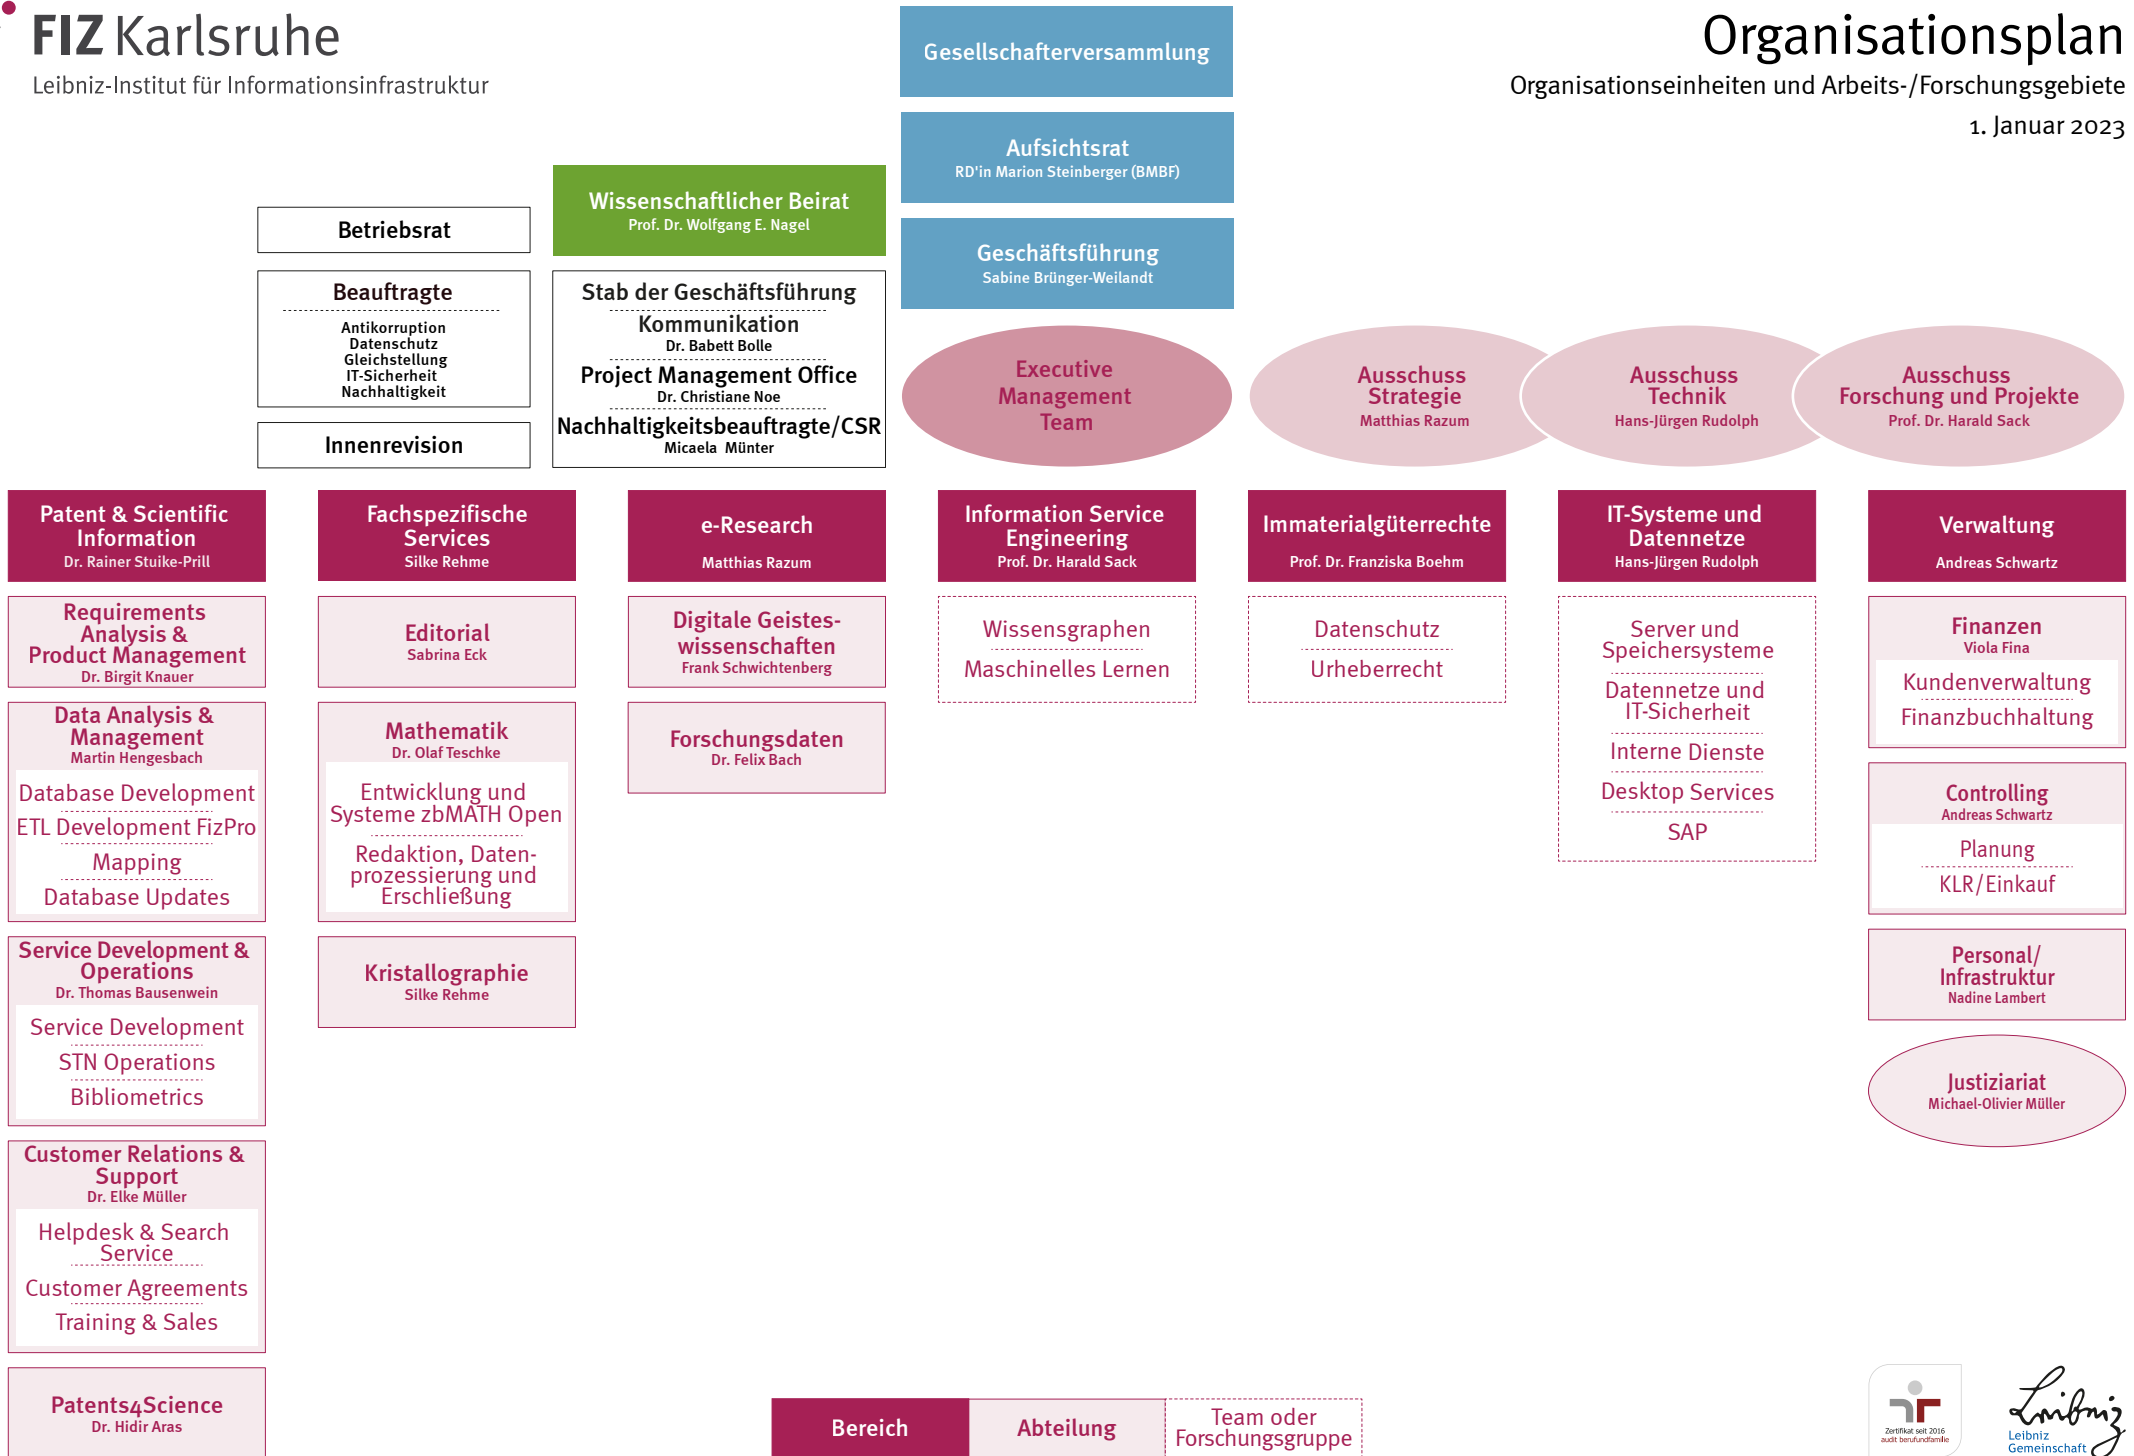 FIZ Karlsruhe
Leibniz-Institut für Informationsinfrastruktur
Organisationsplan
Organisationseinheiten und Arbeits-/Forschungsgebiete
1. Januar 2023
Gesellschafterversammlung
Aufsichtsrat
RD'in Marion Steinberger (BMBF)
Geschäftsführung
Sabine Brünger-Weilandt
Wissenschaftlicher Beirat
Prof. Dr. Wolfgang E. Nagel
Betriebsrat
Beauftragte
Antikorruption
Datenschutz
Gleichstellung
IT-Sicherheit
Nachhaltigkeit
Innenrevision
Stab der Geschäftsführung
Kommunikation
Dr. Babett Bolle
Project Management Office
Dr. Christiane Noe
Nachhaltigkeitsbeauftragte/CSR
Micaela Münter
Executive
Management
Team
Ausschuss
Strategie
Matthias Razum
Ausschuss
Technik
Hans-Jürgen Rudolph
Ausschuss
Forschung und Projekte
Prof. Dr. Harald Sack
Patent & Scientific
Information
Dr. Rainer Stuike-Prill
Requirements
Analysis &
Product Management
Dr. Birgit Knauer
Data Analysis &
Management
Martin Hengesbach
Database Development
ETL Development FizPro
Mapping
Database Updates
Service Development &
Operations
Dr. Thomas Bausenwein
Service Development
STN Operations
Bibliometrics
Customer Relations &
Support
Dr. Elke Müller
Helpdesk & Search
Service
Customer Agreements
Training & Sales
Patents4Science
Dr. Hidir Aras
Fachspezifische
Services
Silke Rehme
Editorial
Sabrina Eck
Mathematik
Dr. Olaf Teschke
Entwicklung und
Systeme zbMATH Open
Redaktion, Daten-
prozessierung und
Erschließung
Kristallographie
Silke Rehme
e-Research
Matthias Razum
Digitale Geistes-
wissenschaften
Frank Schwichtenberg
Forschungsdaten
Dr. Felix Bach
Information Service
Engineering
Prof. Dr. Harald Sack
Wissensgraphen
Maschinelles Lernen
Immaterialgüterrechte
Prof. Dr. Franziska Boehm
Datenschutz
Urheberrecht
IT-Systeme und
Datennetze
Hans-Jürgen Rudolph
Server und
Speichersysteme
Datennetze und
IT-Sicherheit
Interne Dienste
Desktop Services
SAP
Verwaltung
Andreas Schwartz
Finanzen
Viola Fina
Kundenverwaltung
Finanzbuchhaltung
Controlling
Andreas Schwartz
Planung
KLR/Einkauf
Personal/
Infrastruktur
Nadine Lambert
Justiziariat
Michael-Olivier Müller
Bereich
Abteilung
Team oder
Forschungsgruppe
Zertifikat seit 2016
audit berufundfamilie
Leibniz
Leibniz
Gemeinschaft